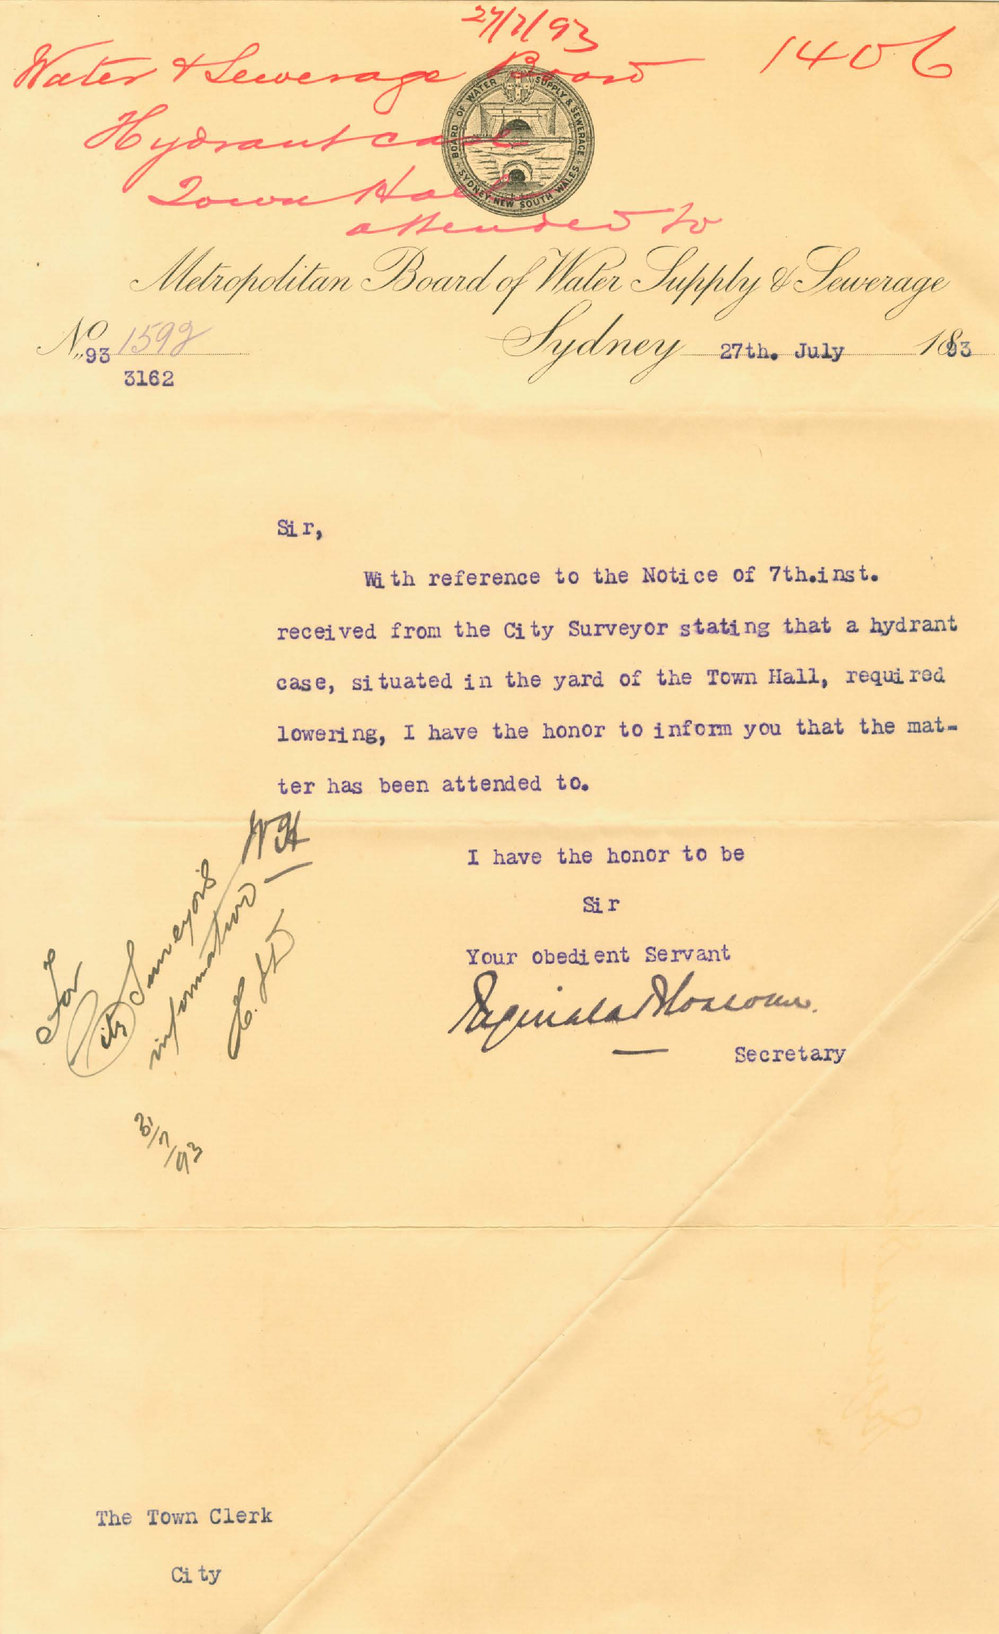 27/7/93
Water & Sewerage Board 1406
Hydrant case
Town Hall
attended to
BOARD OF WATER SUPPLY & SEWERAGE
SYDNEY, NEW SOUTH WALES
Metropolitan Board of Water Supply & Sewerage
No. 93 1592 Sydney 27th. July 1893
3162
Sir,
With reference to the Notice of 7th.inst.
received from the City Surveyor stating that a hydrant
case, situated in the yard of the Town Hall, required
lowering, I have the honor to inform you that the mat-
ter has been attended to.
I have the honor to be
Sir
Your obedient Servant
Secretary
For
City Surveyor's
information
31/7/93
The Town Clerk
City